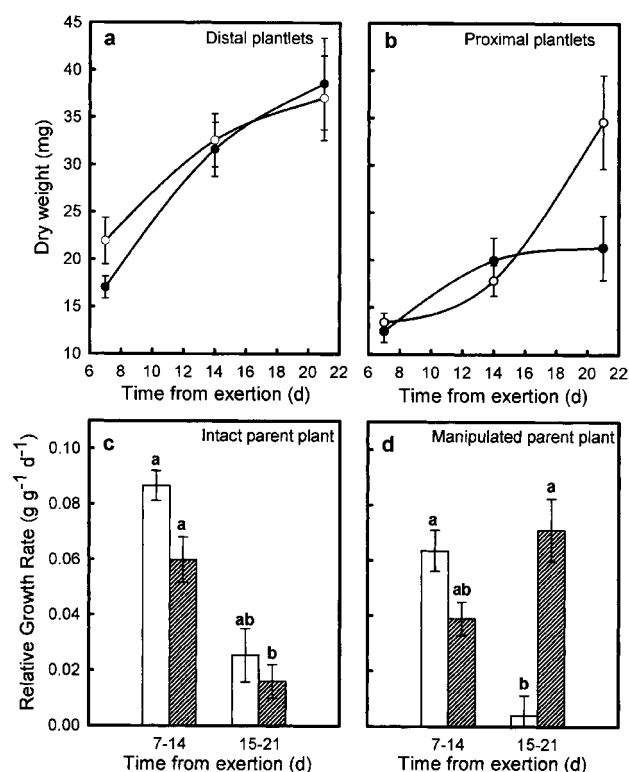 a Distal plantlets
b Proximal plantlets
Dry weight (mg)
45
40
35
30
25
20
15
10
6 8 10 12 14 16 18 20 22
6 8 10 12 14 16 18 20 22
Time from exertion (d)
Time from exertion (d)
c Intact parent plant
d Manipulated parent plant
Relative Growth Rate (g g⁻¹ d⁻¹)
0.10
0.08
0.06
0.04
0.02
0.00
a
a
ab
b
a
ab
b
a
7-14 15-21
7-14 15-21
Time from exertion (d)
Time from exertion (d)